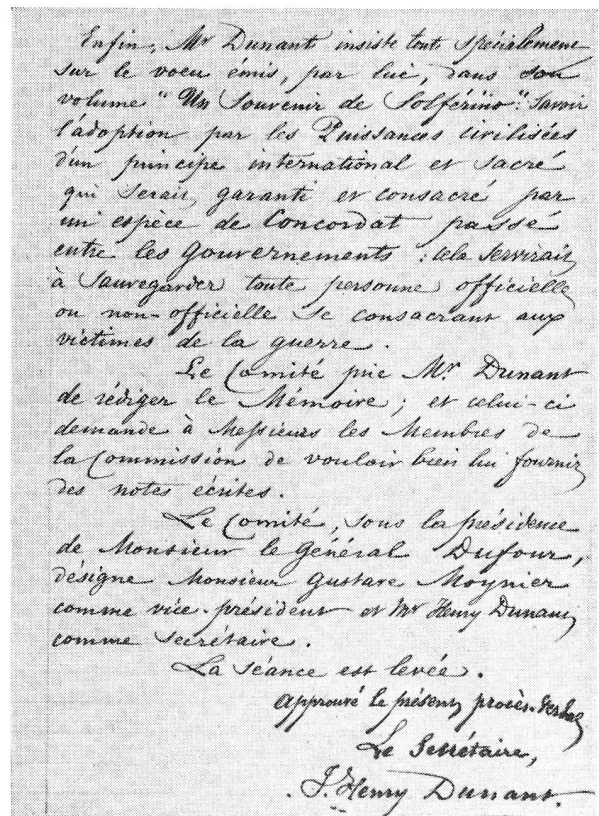 Enfin, Mr Dunant insiste tout spécialement
sur le voeu émis, par lui, dans son
volume "Un Souvenir de Solférino": savoir
l'adoption par les Puissances civilisées
d'un principe international et sacré
qui serait garanti et consacré par
un espèce de Concordat passé
entre les Gouvernements : cela servirait
à sauvegarder toute personne officielle
ou non-officielle se consacrant aux
victimes de la guerre.
Le Comité prie Mr. Dunant
de rédiger le Mémoire; et celui-ci
demande à Messieurs les Membres de
la Commission de vouloir bien lui fournir
des notes écrites.
Le Comité, sous la présidence
de Monsieur le Général Dufour,
désigne Monsieur Gustave Moynier
comme vice-président et Mr Henry Dunant
comme secrétaire.
La séance est levée.
Approuvé le présent procès-verbal
Le Secrétaire,
J. Henry Dunant.